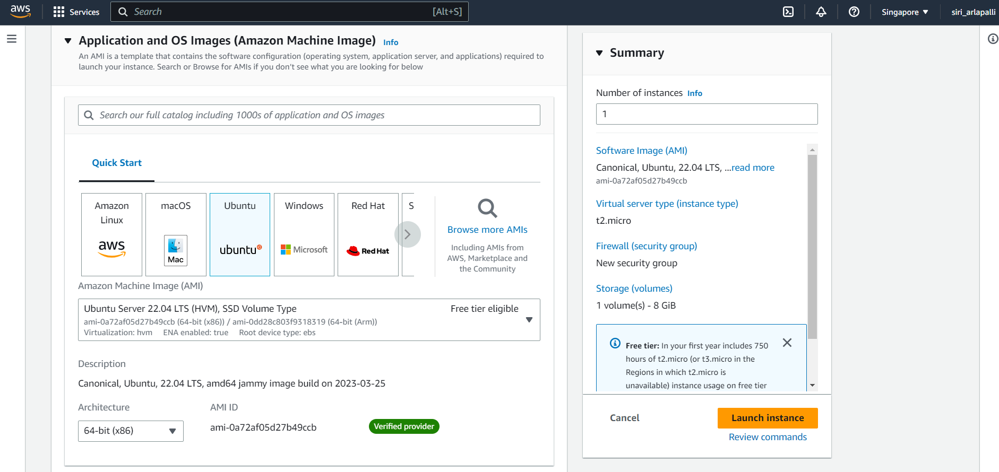 aws
Services
Search
[Alt+S]
Singapore
siri_arlapalli
Application and OS Images (Amazon Machine Image) Info
An AMI is a template that contains the software configuration (operating system, application server, and applications) required to
launch your instance. Search or Browse for AMIs if you don’t see what you are looking for below
Search our full catalog including 1000s of application and OS images
Quick Start
Amazon
Linux
aws
macOS
Mac
Ubuntu
ubuntu
Windows
Microsoft
Red Hat
Red Hat
S
Browse more AMIs
Including AMIs from
AWS, Marketplace and
the Community
Amazon Machine Image (AMI)
Ubuntu Server 22.04 LTS (HVM), SSD Volume Type
Free tier eligible
ami-0a72af05d27b49ccb (64-bit (x86)) / ami-0dd28c803f9318319 (64-bit (Arm))
Virtualization: hvm ENA enabled: true Root device type: ebs
Description
Canonical, Ubuntu, 22.04 LTS, amd64 jammy image build on 2023-03-25
Architecture
64-bit (x86)
AMI ID
ami-0a72af05d27b49ccb
Verified provider
Summary
Number of instances Info
1
Software Image (AMI)
Canonical, Ubuntu, 22.04 LTS, ...read more
ami-0a72af05d27b49ccb
Virtual server type (instance type)
t2.micro
Firewall (security group)
New security group
Storage (volumes)
1 volume(s) - 8 GiB
Free tier: In your first year includes 750
hours of t2.micro (or t3.micro in the
Regions in which t2.micro is
unavailable) instance usage on free tier
Cancel
Launch instance
Review commands